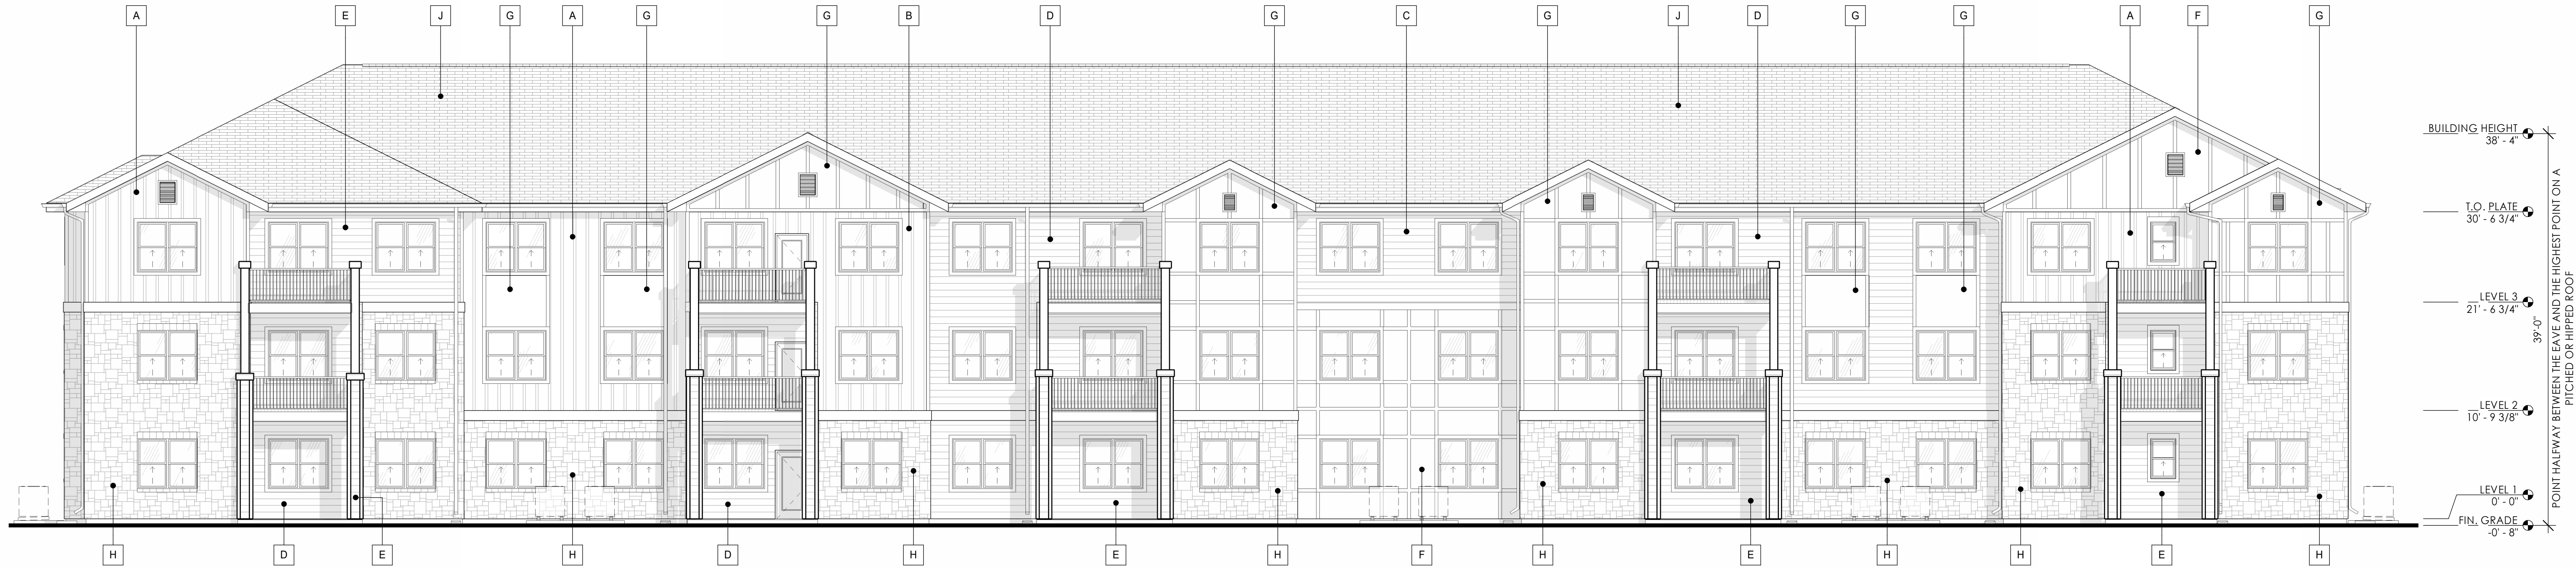 A
E
J
G
A
G
G
B
D
G
C
G
J
D
G
G
A
F
G
BUILDING HEIGHT
38' - 4"
T.O. PLATE
30' - 6 3/4"
LEVEL 3
21' - 6 3/4"
LEVEL 2
10' - 9 3/8"
LEVEL 1
0' - 0"
FIN. GRADE
-0' - 8"
39'-0"
POINT HALFWAY BETWEEN THE EAVE AND THE HIGHEST POINT ON A
PITCHED OR HIPPED ROOF
H
D
E
H
D
H
E
H
F
H
E
H
H
E
H